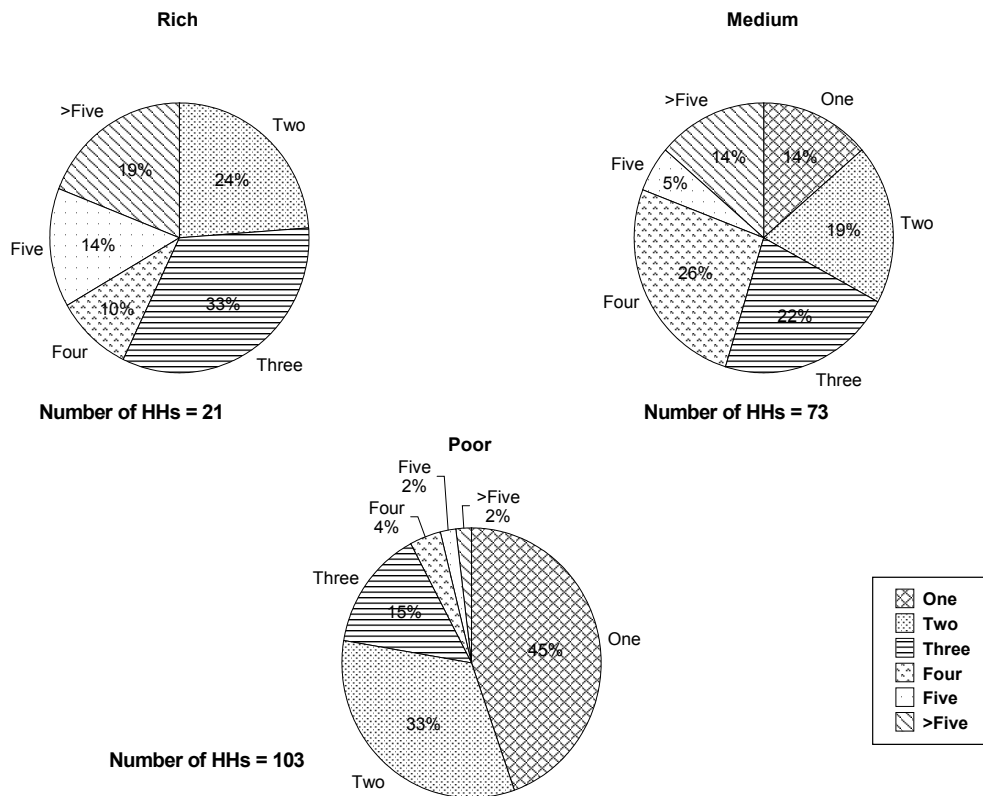 Rich
>Five
Two
19%
24%
Five
14%
10%
33%
Four
Three
Number of HHs = 21
Medium
>Five
One
14%
14%
Five
5%
19%
Two
26%
Four
22%
Three
Number of HHs = 73
Poor
Five
2%
>Five
2%
Four
4%
Three
15%
One
45%
33%
Two
Number of HHs = 103
One
Two
Three
Four
Five
>Five